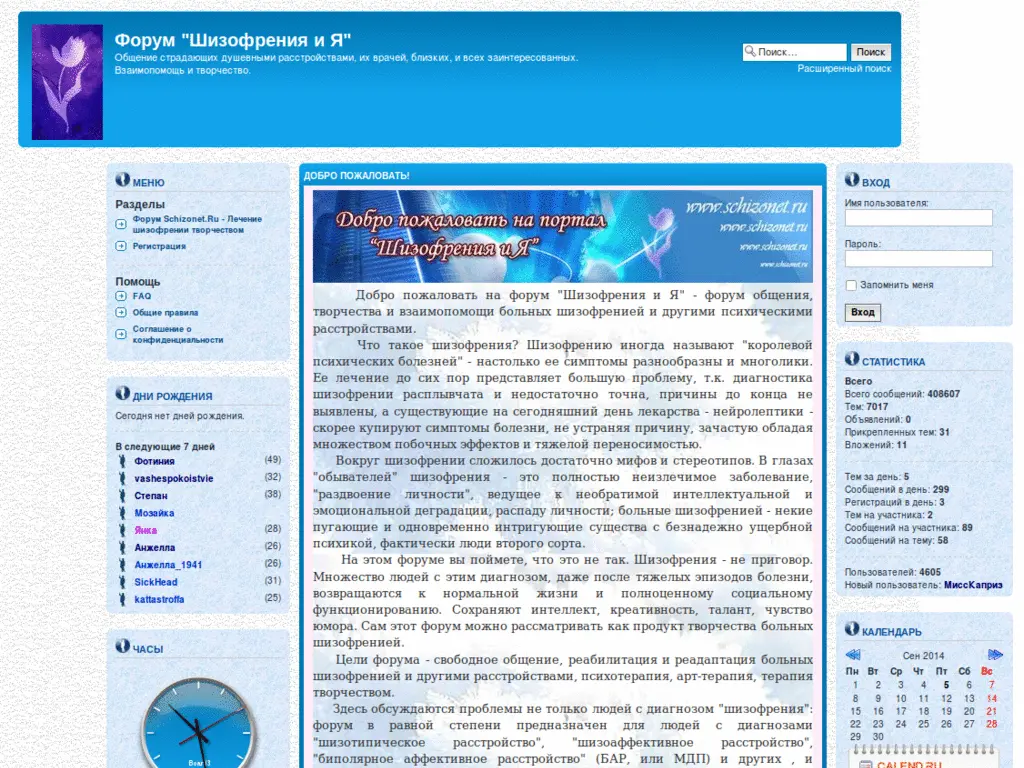 Форум "Шизофрения и Я"
Общение страдающих душевными расстройствами, их врачей, близких, и всех заинтересованных.
Взаимопомощь и творчество.
Поиск…
Поиск
Расширенный поиск
МЕНЮ
Разделы
Форум Schizonet.Ru - Лечение
шизофрении творчеством
Регистрация
Помощь
FAQ
Общие правила
Соглашение о
конфиденциальности
ДНИ РОЖДЕНИЯ
Сегодня нет дней рождения.
В следующие 7 дней
Фотиния (49)
vashespokoistvie (32)
Степан (38)
Мозайка
Янка (28)
Анжелла (26)
Анжелла_1941 (26)
SickHead (31)
kattastroffa (25)
ЧАСЫ
ДОБРО ПОЖАЛОВАТЬ!
Добро пожаловать на портал
"Шизофрения и Я"
www.schizonet.ru
www.schizonet.ru
www.schizonet.ru
www.schizonet.ru
Добро пожаловать на форум "Шизофрения и Я" - форум общения,
творчества и взаимопомощи больных шизофренией и другими психическими
расстройствами.
Что такое шизофрения? Шизофрению иногда называют "королевой
психических болезней" - настолько ее симптомы разнообразны и многолики.
Ее лечение до сих пор представляет большую проблему, т.к. диагностика
шизофрении расплывчата и недостаточно точна, причины до конца не
выявлены, а существующие на сегодняшний день лекарства - нейролептики -
скорее купируют симптомы болезни, не устраняя причину, зачастую обладая
множеством побочных эффектов и тяжелой переносимостью.
Вокруг шизофрении сложилось достаточно мифов и стереотипов. В глазах
"обывателей" шизофрения - это полностью неизлечимое заболевание,
"раздвоение личности", ведущее к необратимой интеллектуальной и
эмоциональной деградации, распаду личности; больные шизофренией - некие
пугающие и одновременно интригующие существа с безнадежно ущербной
психикой, фактически люди второго сорта.
На этом форуме вы поймете, что это не так. Шизофрения - не приговор.
Множество людей с этим диагнозом, даже после тяжелых эпизодов болезни,
возвращаются к нормальной жизни и полноценному социальному
функционированию. Сохраняют интеллект, креативность, талант, чувство
юмора. Сам этот форум можно рассматривать как продукт творчества больных
шизофренией.
Цели форума - свободное общение, реабилитация и реадаптация больных
шизофренией и другими расстройствами, психотерапия, арт-терапия, терапия
творчеством.
Здесь обсуждаются проблемы не только людей с диагнозом "шизофрения":
форум в равной степени предназначен для людей с диагнозами
"шизотипическое расстройство", "шизоаффективное расстройство",
"биполярное аффективное расстройство" (БАР, или МДП) и других , и
ВХОД
Имя пользователя:
Пароль:
Запомнить меня
Вход
СТАТИСТИКА
Всего
Всего сообщений: 408607
Тем: 7017
Объявлений: 0
Прикрепленных тем: 31
Вложений: 11
Тем за день: 5
Сообщений в день: 299
Регистраций в день: 3
Тем на участника: 2
Сообщений на участника: 89
Сообщений на тему: 58
Пользователей: 4605
Новый пользователь: МиссКаприз
КАЛЕНДАРЬ
Сен 2014
Пн Вт Ср Чт Пт Сб Вс
1 2 3 4 5 6 7
8 9 10 11 12 13 14
15 16 17 18 19 20 21
22 23 24 25 26 27 28
29 30
CALEND.RU